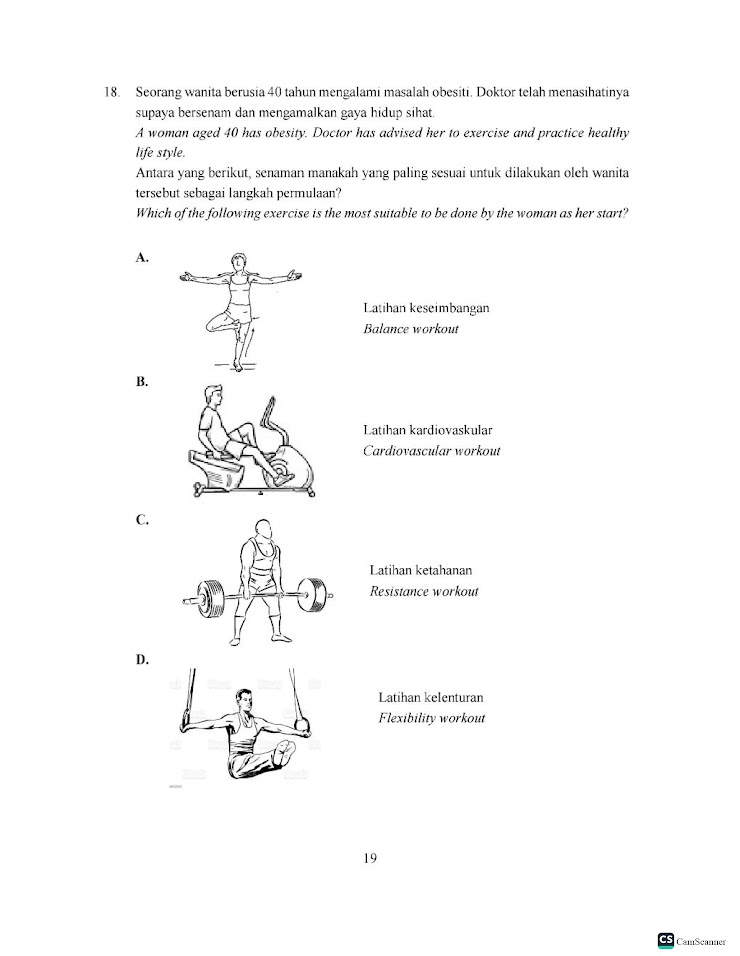 18. Seorang wanita berusia 40 tahun mengalami masalah obesiti. Doktor telah menasihatinya
supaya bersenam dan mengamalkan gaya hidup sihat.
A woman aged 40 has obesity. Doctor has advised her to exercise and practice healthy
life style.
Antara yang berikut, senaman manakah yang paling sesuai untuk dilakukan oleh wanita
tersebut sebagai langkah permulaan?
Which of the following exercise is the most suitable to be done by the woman as her start?
A.
Latihan keseimbangan
Balance workout
B.
Latihan kardiovaskular
Cardiovascular workout
C.
Latihan ketahanan
Resistance workout
D.
Latihan kelenturan
Flexibility workout
19
CS CamScanner